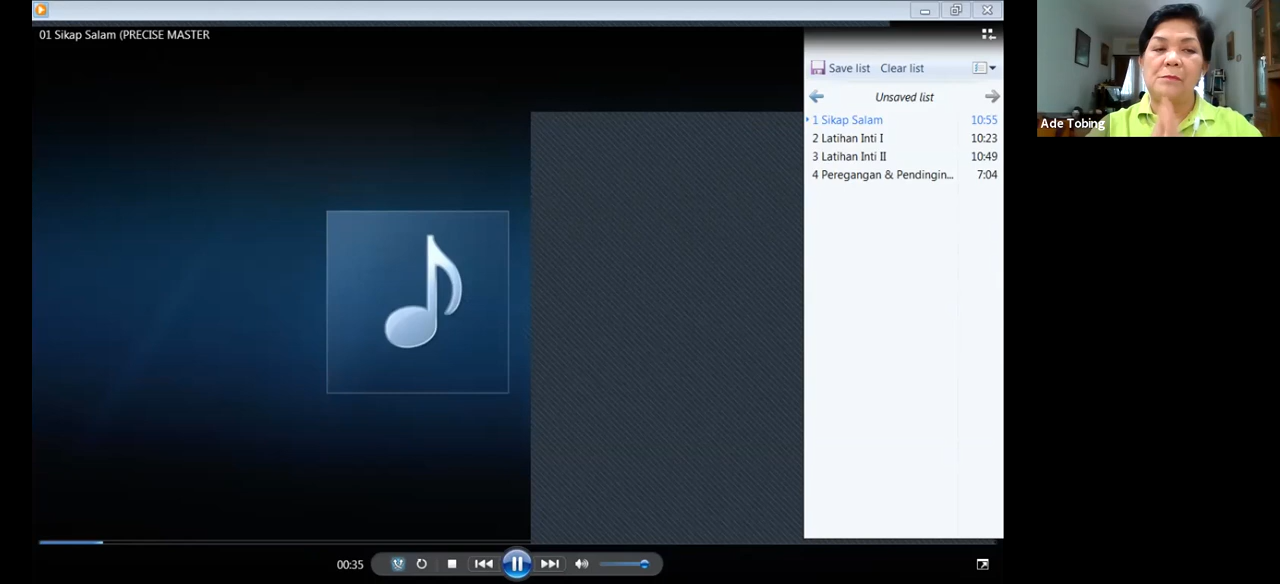 01 Sikap Salam (PRECISE MASTER
Save list Clear list
Unsaved list
1 Sikap Salam 10:55
2 Latihan Inti I 10:23
3 Latihan Inti II 10:49
4 Peregangan & Pendingin... 7:04
Ade Tobing
00:35